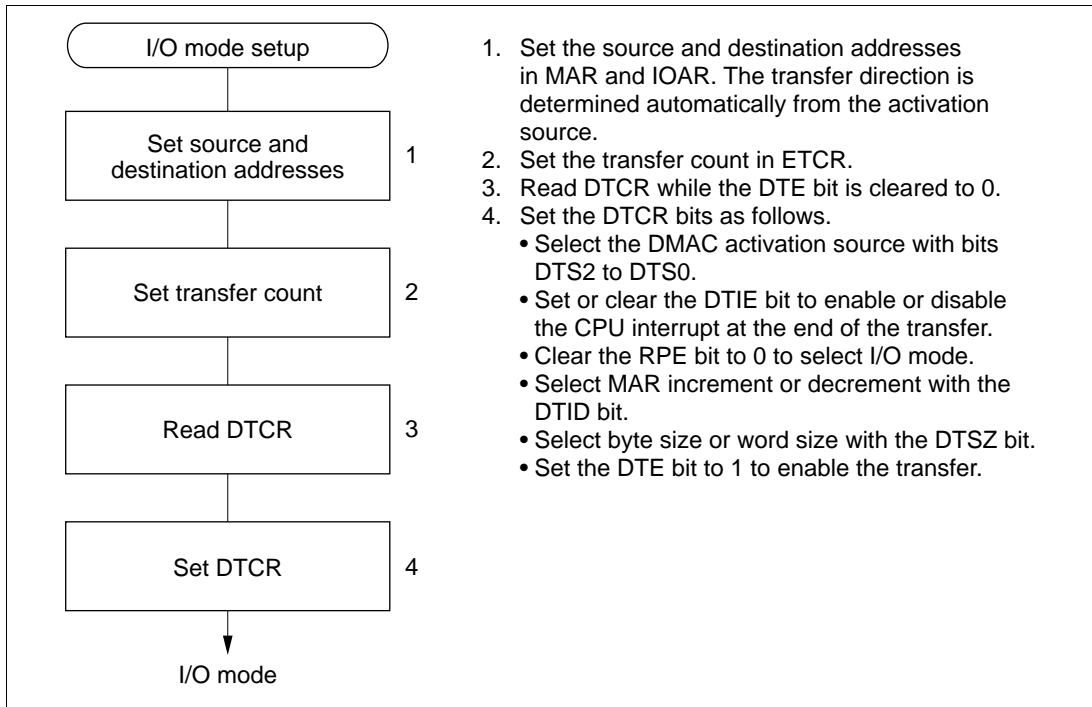 I/O mode setup
Set source and
destination addresses
1
Set transfer count
2
Read DTCR
3
Set DTCR
4
I/O mode
1. Set the source and destination addresses
in MAR and IOAR. The transfer direction is
determined automatically from the activation
source.
2. Set the transfer count in ETCR.
3. Read DTCR while the DTE bit is cleared to 0.
4. Set the DTCR bits as follows.
• Select the DMAC activation source with bits
DTS2 to DTS0.
• Set or clear the DTIE bit to enable or disable
the CPU interrupt at the end of the transfer.
• Clear the RPE bit to 0 to select I/O mode.
• Select MAR increment or decrement with the
DTID bit.
• Select byte size or word size with the DTSZ bit.
• Set the DTE bit to 1 to enable the transfer.